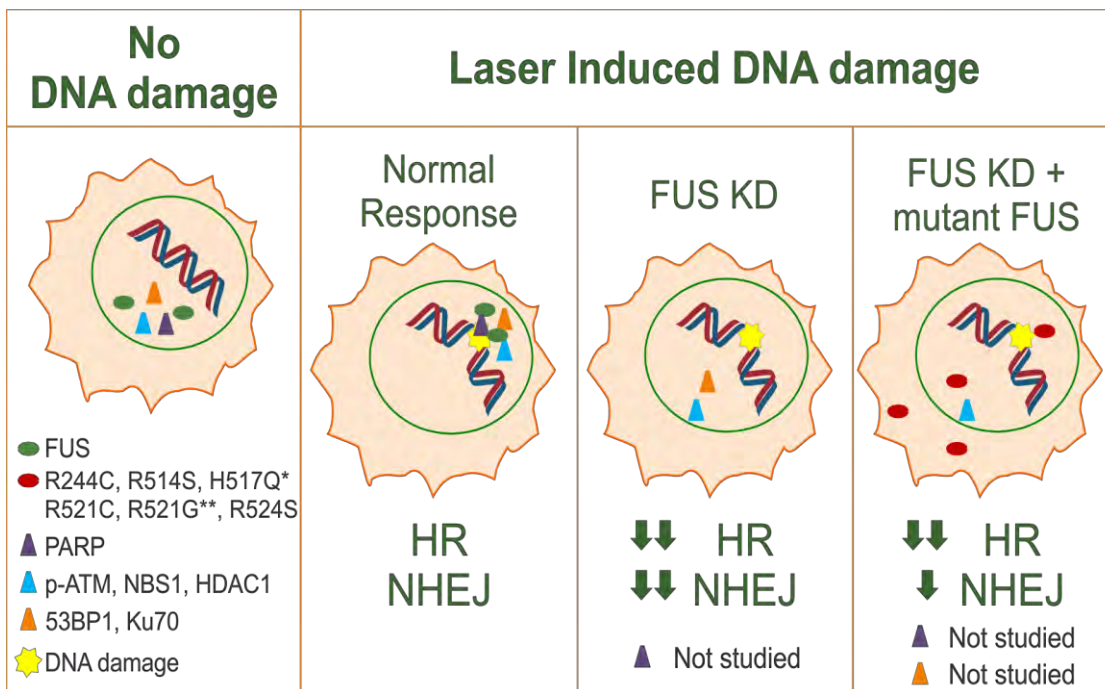 No
DNA damage
Laser Induced DNA damage
FUS
R244C, R514S, H517Q*
R521C, R521G**, R524S
PARP
p-ATM, NBS1, HDAC1
53BP1, Ku70
DNA damage
Normal
Response
HR
NHEJ
FUS KD
HR
NHEJ
Not studied
FUS KD +
mutant FUS
HR
NHEJ
Not studied
Not studied